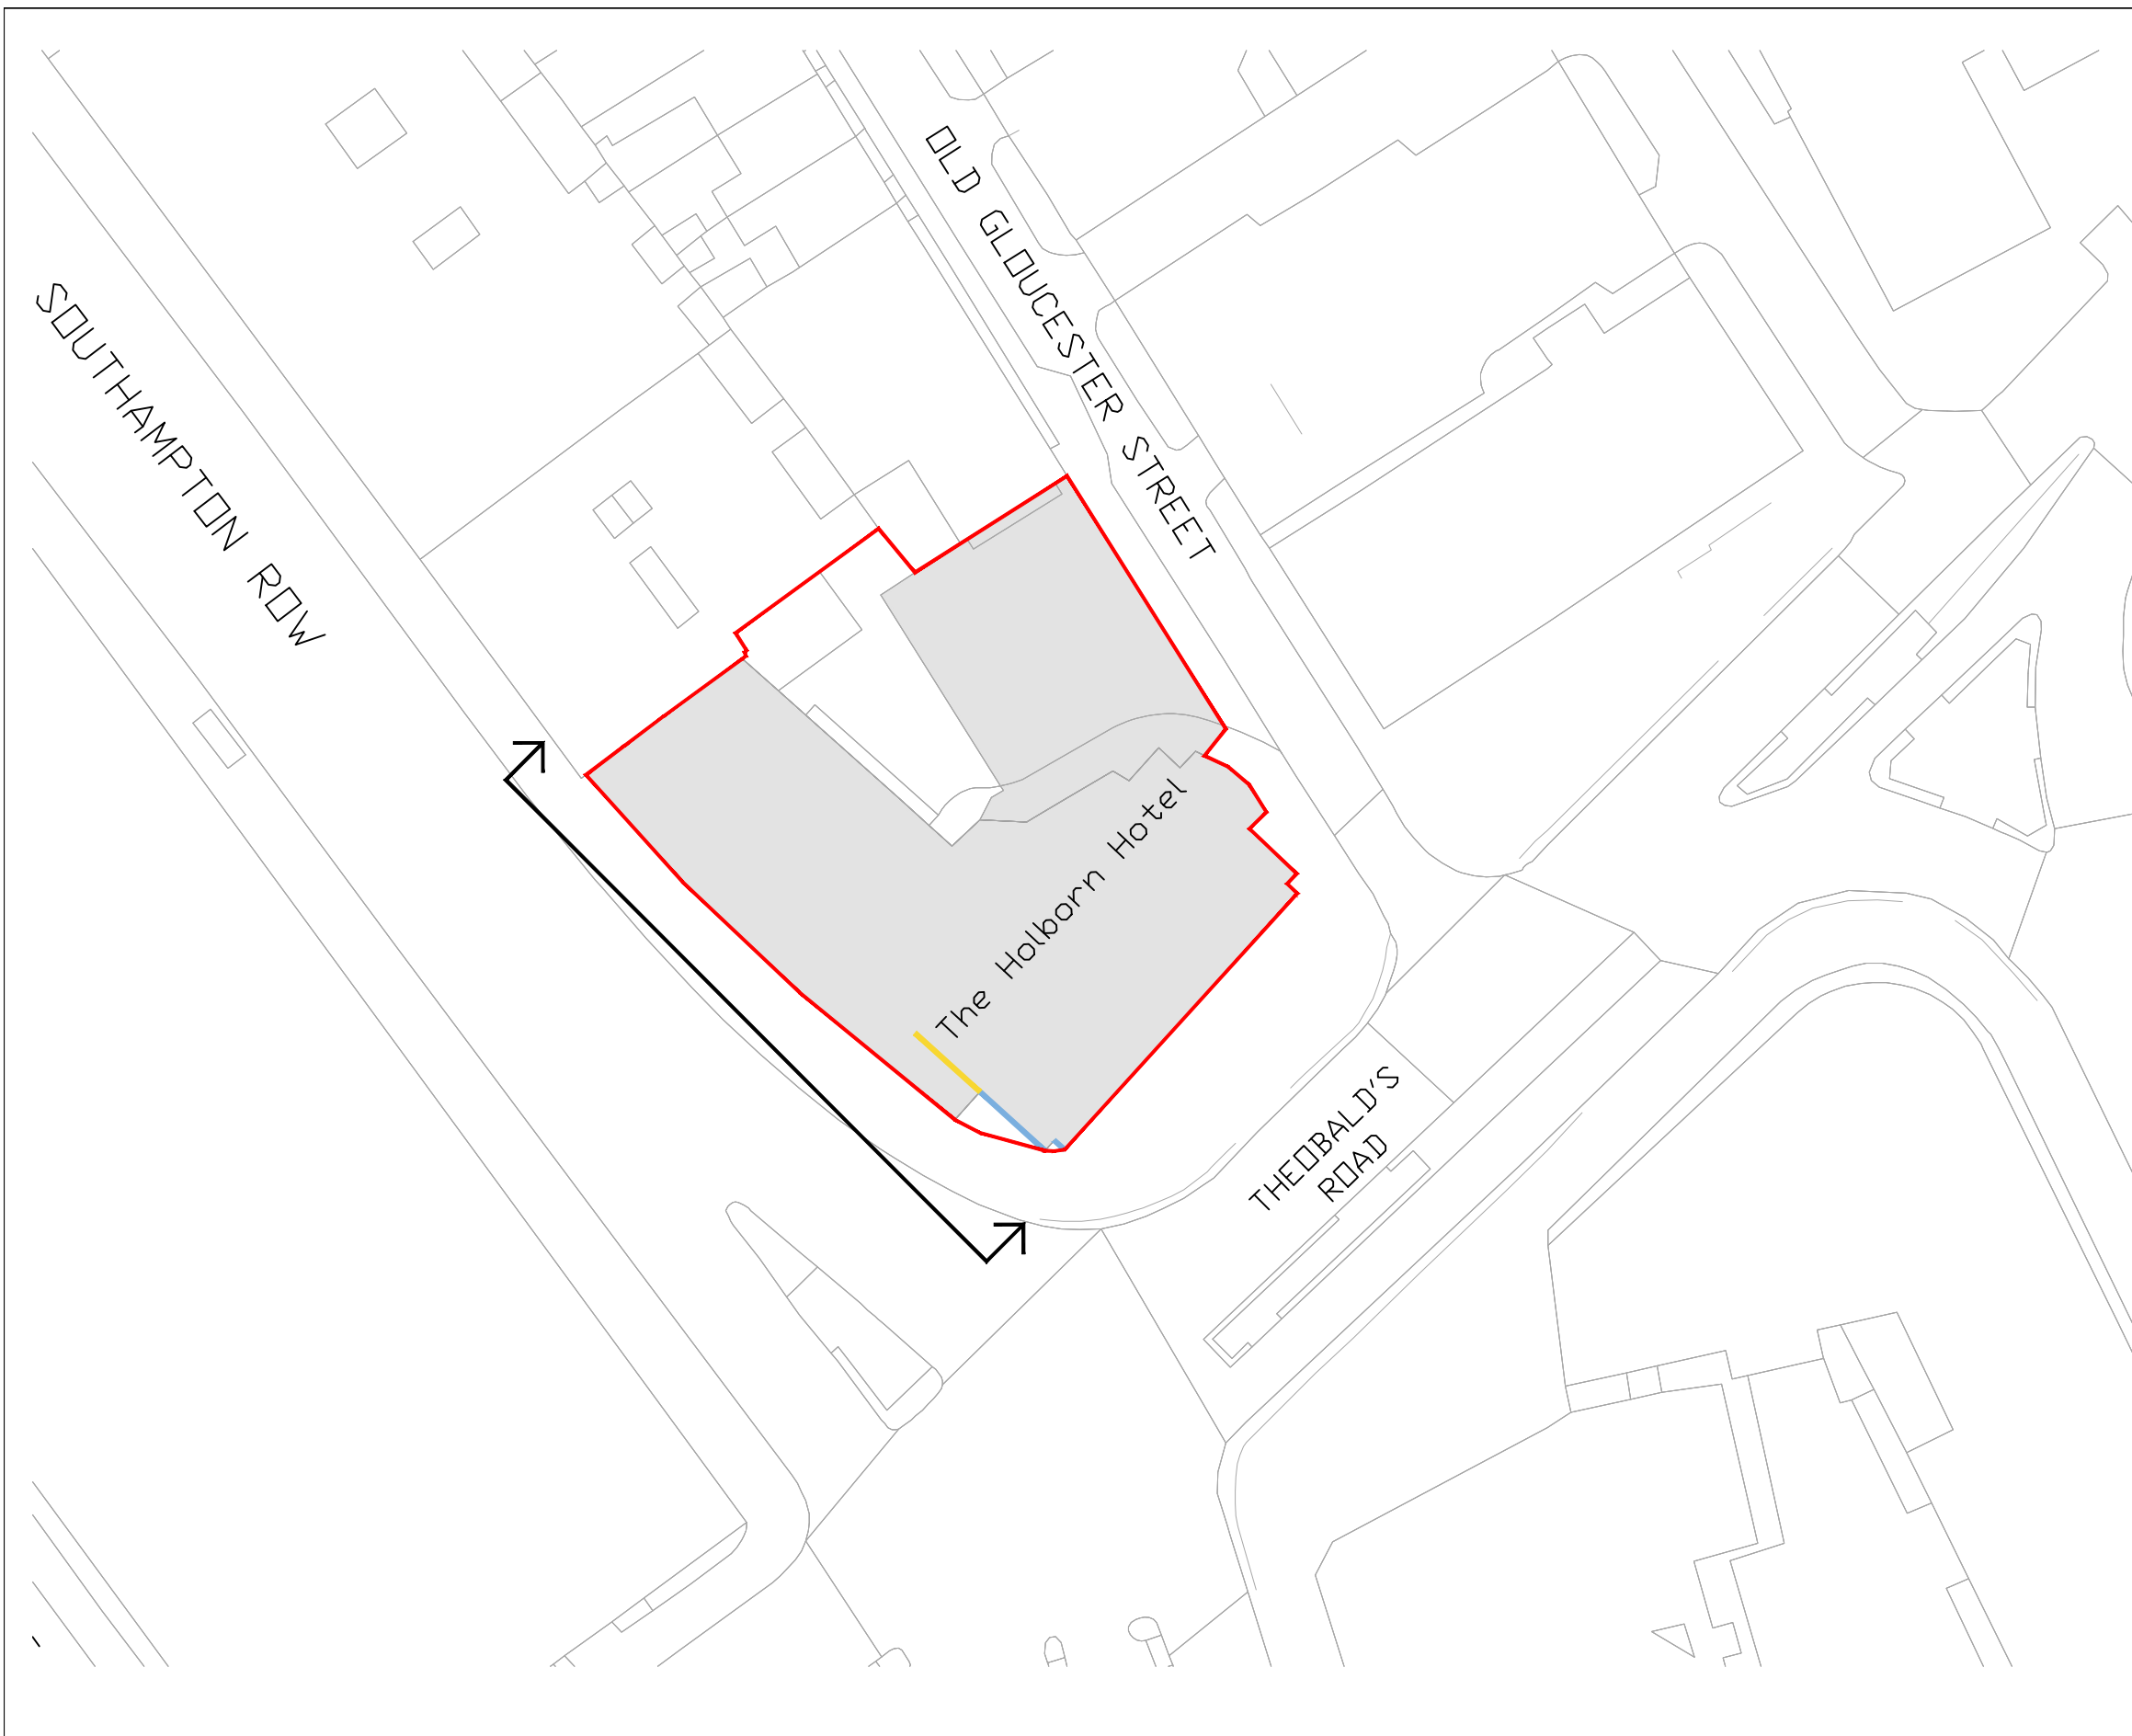 SOUTHAMPTON ROW
OLD GLOUCESTER STREET
The Holborn Hotel
THEOBALD'S
ROAD